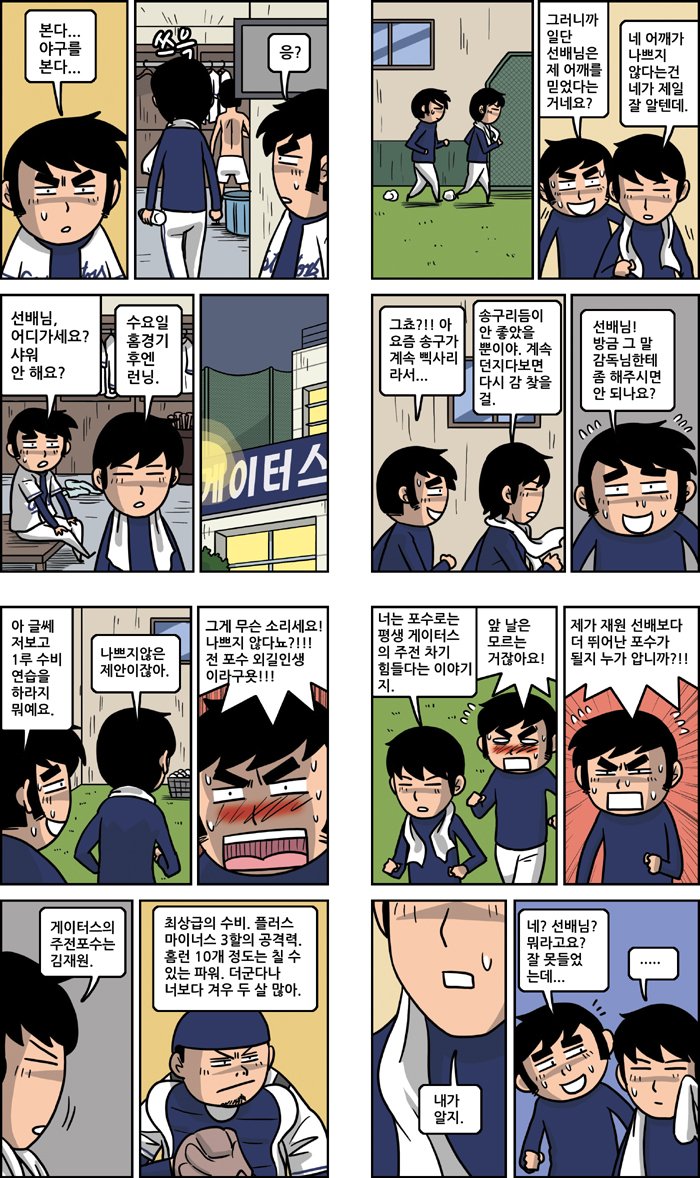 본다...
야구를
본다...
쓰윽
응?
선배님,
어디가세요?
샤워
안 해요?
수요일
홈경기
후엔
런닝.
게이터스
그러니까
일단
선배님은
제 어깨를
믿었다는
거네요?
네 어깨가
나쁘지
않다는건
네가 제일
잘 알텐데.
그쵸?!! 아
요즘 송구가
계속 삑사리
라서...
송구리듬이
안 좋았을
뿐이야. 계속
던지다보면
다시 감 찾을
걸.
선배님!
방금 그 말
감독님한테
좀 해주시면
안 되나요?
아 글쎄
저보고
1루 수비
연습을
하라지
뭐예요.
나쁘지않은
제안이잖아.
그게 무슨 소리세요!
나쁘지 않다뇨?!!!
전 포수 외길인생
이라구욧!!!
게이터스의
주전포수는
김재원.
최상급의 수비. 플러스
마이너스 3할의 공격력.
홈런 10개 정도는 칠 수
있는 파워. 더군다나
너보다 겨우 두 살 많아.
너는 포수로는
평생 게이터스
의 주전 차기
힘들다는 이야기
지.
앞 날은
모르는
거잖아요!
제가 재원 선배보다
더 뛰어난 포수가
될지 누가 압니까?!!
내가
알지.
네? 선배님?
뭐라고요?
잘 못들었
는데...
.....